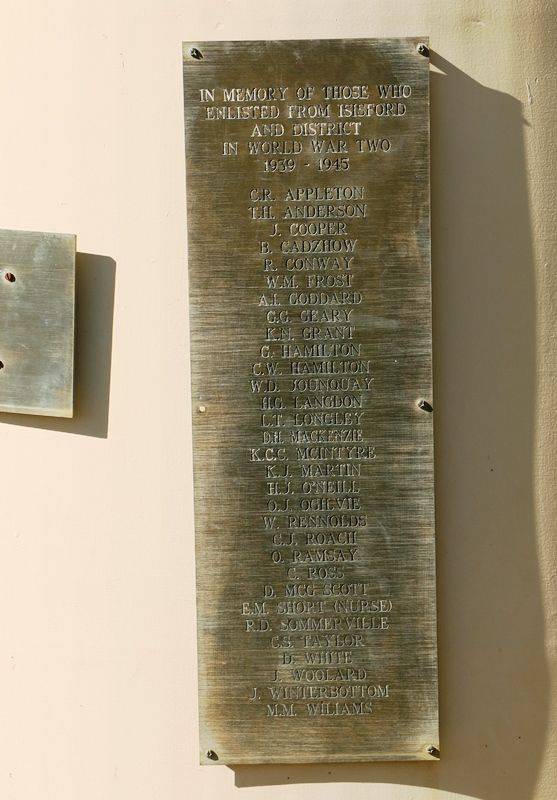 IN MEMORY OF THOSE WHO
ENLISTED FROM ISISFORD
AND DISTRICT
IN WORLD WAR TWO
1939 - 1945
C.R. APPLETON
T.H. ANDERSON
J. COOPER
B. GADZHOW
R. CONWAY
W.M. FROST
A.I. GODDARD
G.G. GEARY
K.N. GRANT
G. HAMILTON
C.W. HAMILTON
W.D. JOUNQUAY
H.G. LANGDON
L.T. LONGLEY
D.H. MACKENZIE
K.C.C. MCINTYRE
K.J. MARTIN
H.J. O'NEILL
O.J. OGILVIE
W. RENNOLDS
C.J. ROACH
O. RAMSAY
C. ROSS
D. MCG SCOTT
E.M. SHORT (NURSE)
R.D. SOMMERVILLE
C.S. TAYLOR
D. WHITE
J. WOOLARD
J. WINTERBOTTOM
M.M. WILIAMS